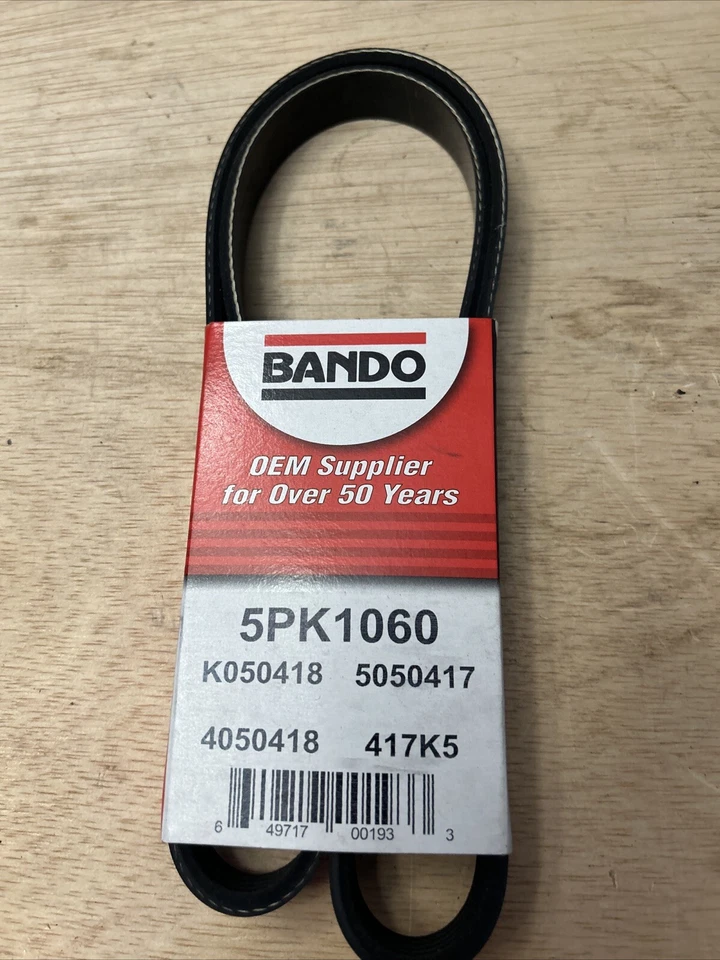 BANDO
OEM Supplier
for Over 50 Years
5PK1060
K050418 5050417
4050418 417K5
6 49717 00193 3